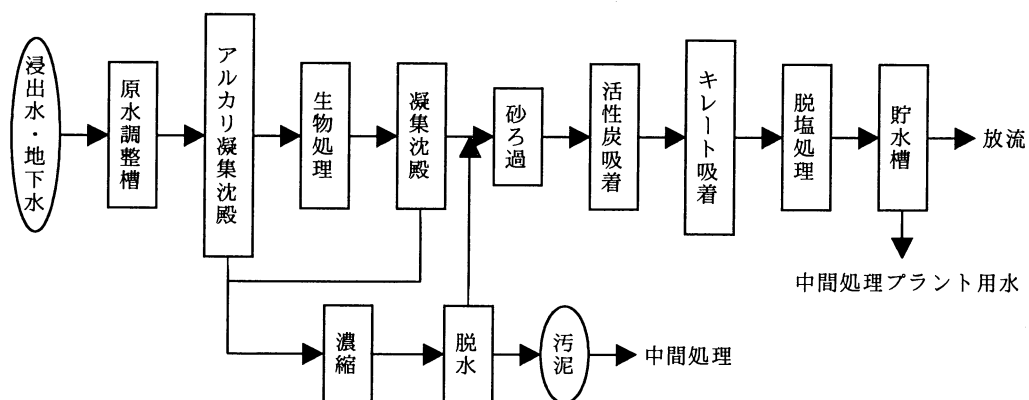 浸出水・地下水
原水調整槽
アルカリ凝集沈殿
生物処理
凝集沈殿
砂ろ過
活性炭吸着
キレート吸着
脱塩処理
貯水槽
放流
中間処理プラント用水
濃縮
脱水
汚泥
中間処理